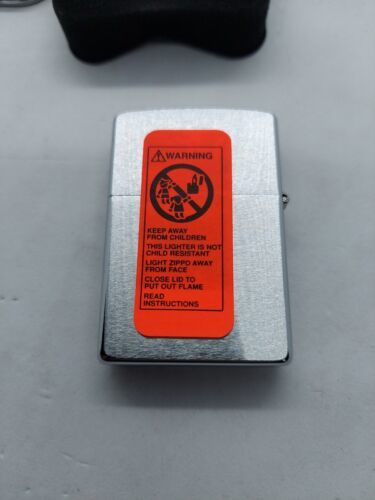 WARNING
KEEP AWAY
FROM CHILDREN
THIS LIGHTER IS NOT
CHILD RESISTANT
LIGHT ZIPPO AWAY
FROM FACE
CLOSE LID TO
PUT OUT FLAME
READ
INSTRUCTIONS